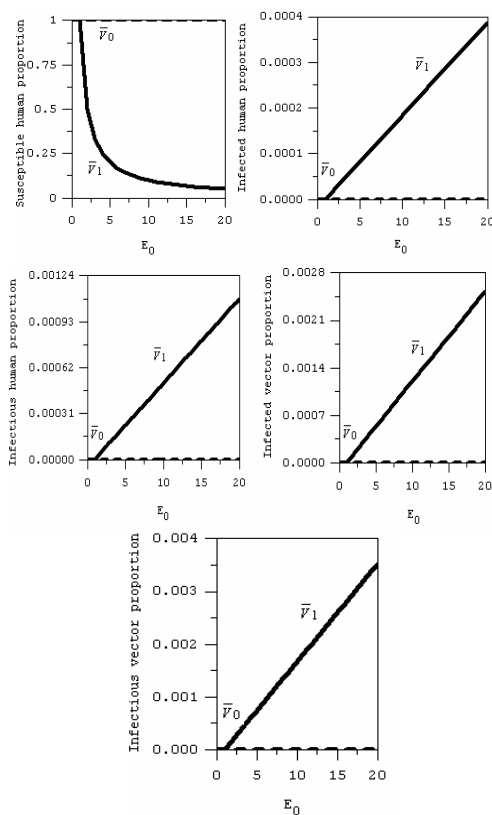 Susceptible human proportion
1
0.75
0.5
0.25
0
V̅0
V̅1
0 5 10 15 20
E0
Infected human proportion
0.0004
0.0003
0.0002
0.0001
0.0000
V̅1
V̅0
0 5 10 15 20
E0
Infectious human proportion
0.00124
0.00093
0.00062
0.00031
0.00000
V̅1
V̅0
0 5 10 15 20
E0
Infected vector proportion
0.0028
0.0021
0.0014
0.0007
0.0000
V̅1
V̅0
0 5 10 15 20
E0
Infectious vector proportion
0.004
0.003
0.002
0.001
0.000
V̅1
V̅0
0 5 10 15 20
E0